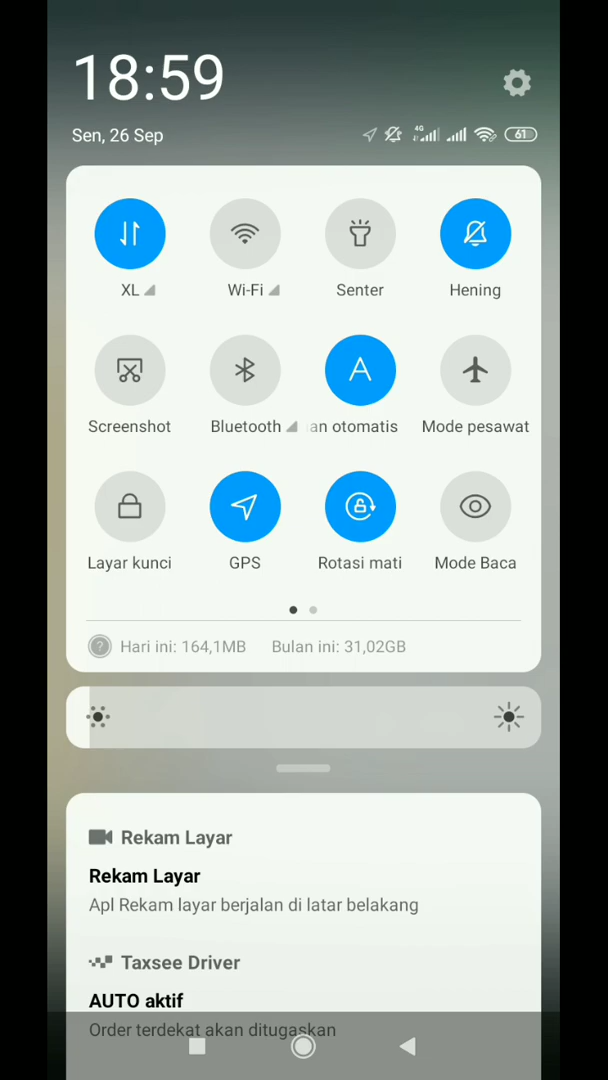 18:59
Sen, 26 Sep
4G
61
XL
Wi-Fi
Senter
Hening
Screenshot
Bluetooth
an otomatis
Mode pesawat
Layar kunci
GPS
Rotasi mati
Mode Baca
Hari ini: 164,1MB
Bulan ini: 31,02GB
Rekam Layar
Rekam Layar
Apl Rekam layar berjalan di latar belakang
Taxsee Driver
AUTO aktif
Order terdekat akan ditugaskan